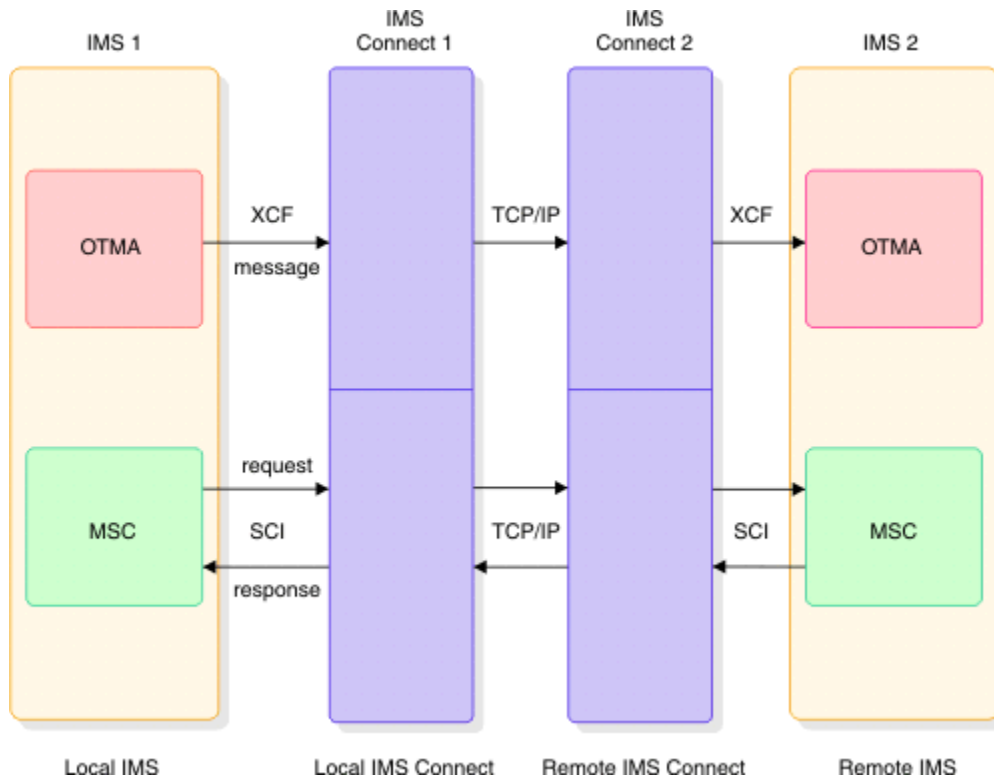 IMS 1
IMS
Connect 1
IMS
Connect 2
IMS 2
OTMA
XCF
message
TCP/IP
XCF
OTMA
MSC
request
SCI
response
TCP/IP
SCI
MSC
Local IMS
Local IMS Connect
Remote IMS Connect
Remote IMS